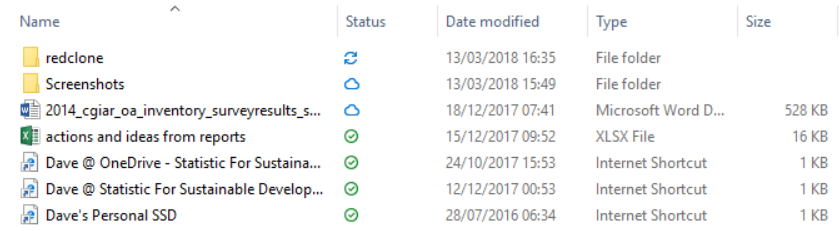 Name Status Date modified Type Size
redclone 13/03/2018 16:35 File folder
Screenshots 13/03/2018 15:49 File folder
2014_cgiar_oa_inventory_surveyresults_s... 18/12/2017 07:41 Microsoft Word D... 528 KB
actions and ideas from reports 15/12/2017 09:52 XLSX File 16 KB
Dave @ OneDrive - Statistic For Sustaina... 24/10/2017 15:53 Internet Shortcut 1 KB
Dave @ Statistic For Sustainable Develop... 12/12/2017 00:53 Internet Shortcut 1 KB
Dave's Personal SSD 28/07/2016 06:34 Internet Shortcut 1 KB